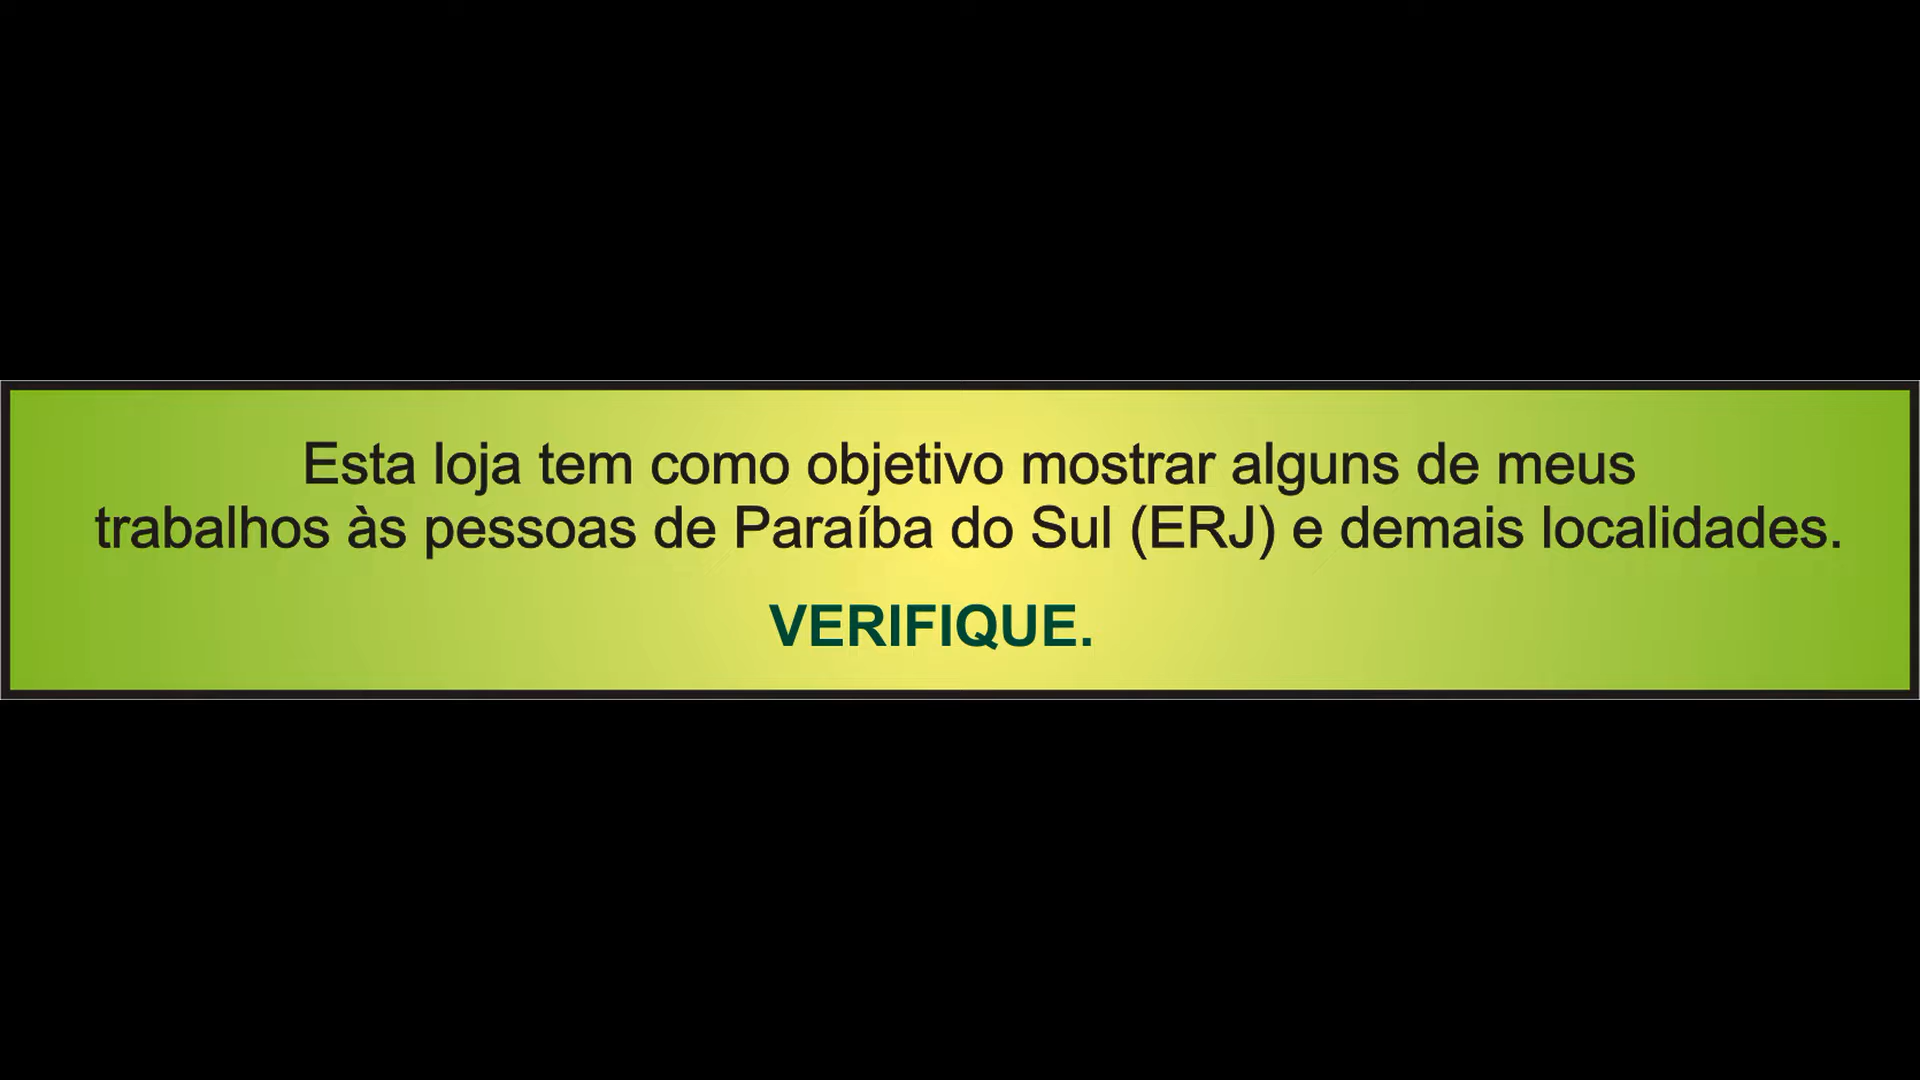 Esta loja tem como objetivo mostrar alguns de meus
trabalhos às pessoas de Paraíba do Sul (ERJ) e demais localidades.
VERIFIQUE.